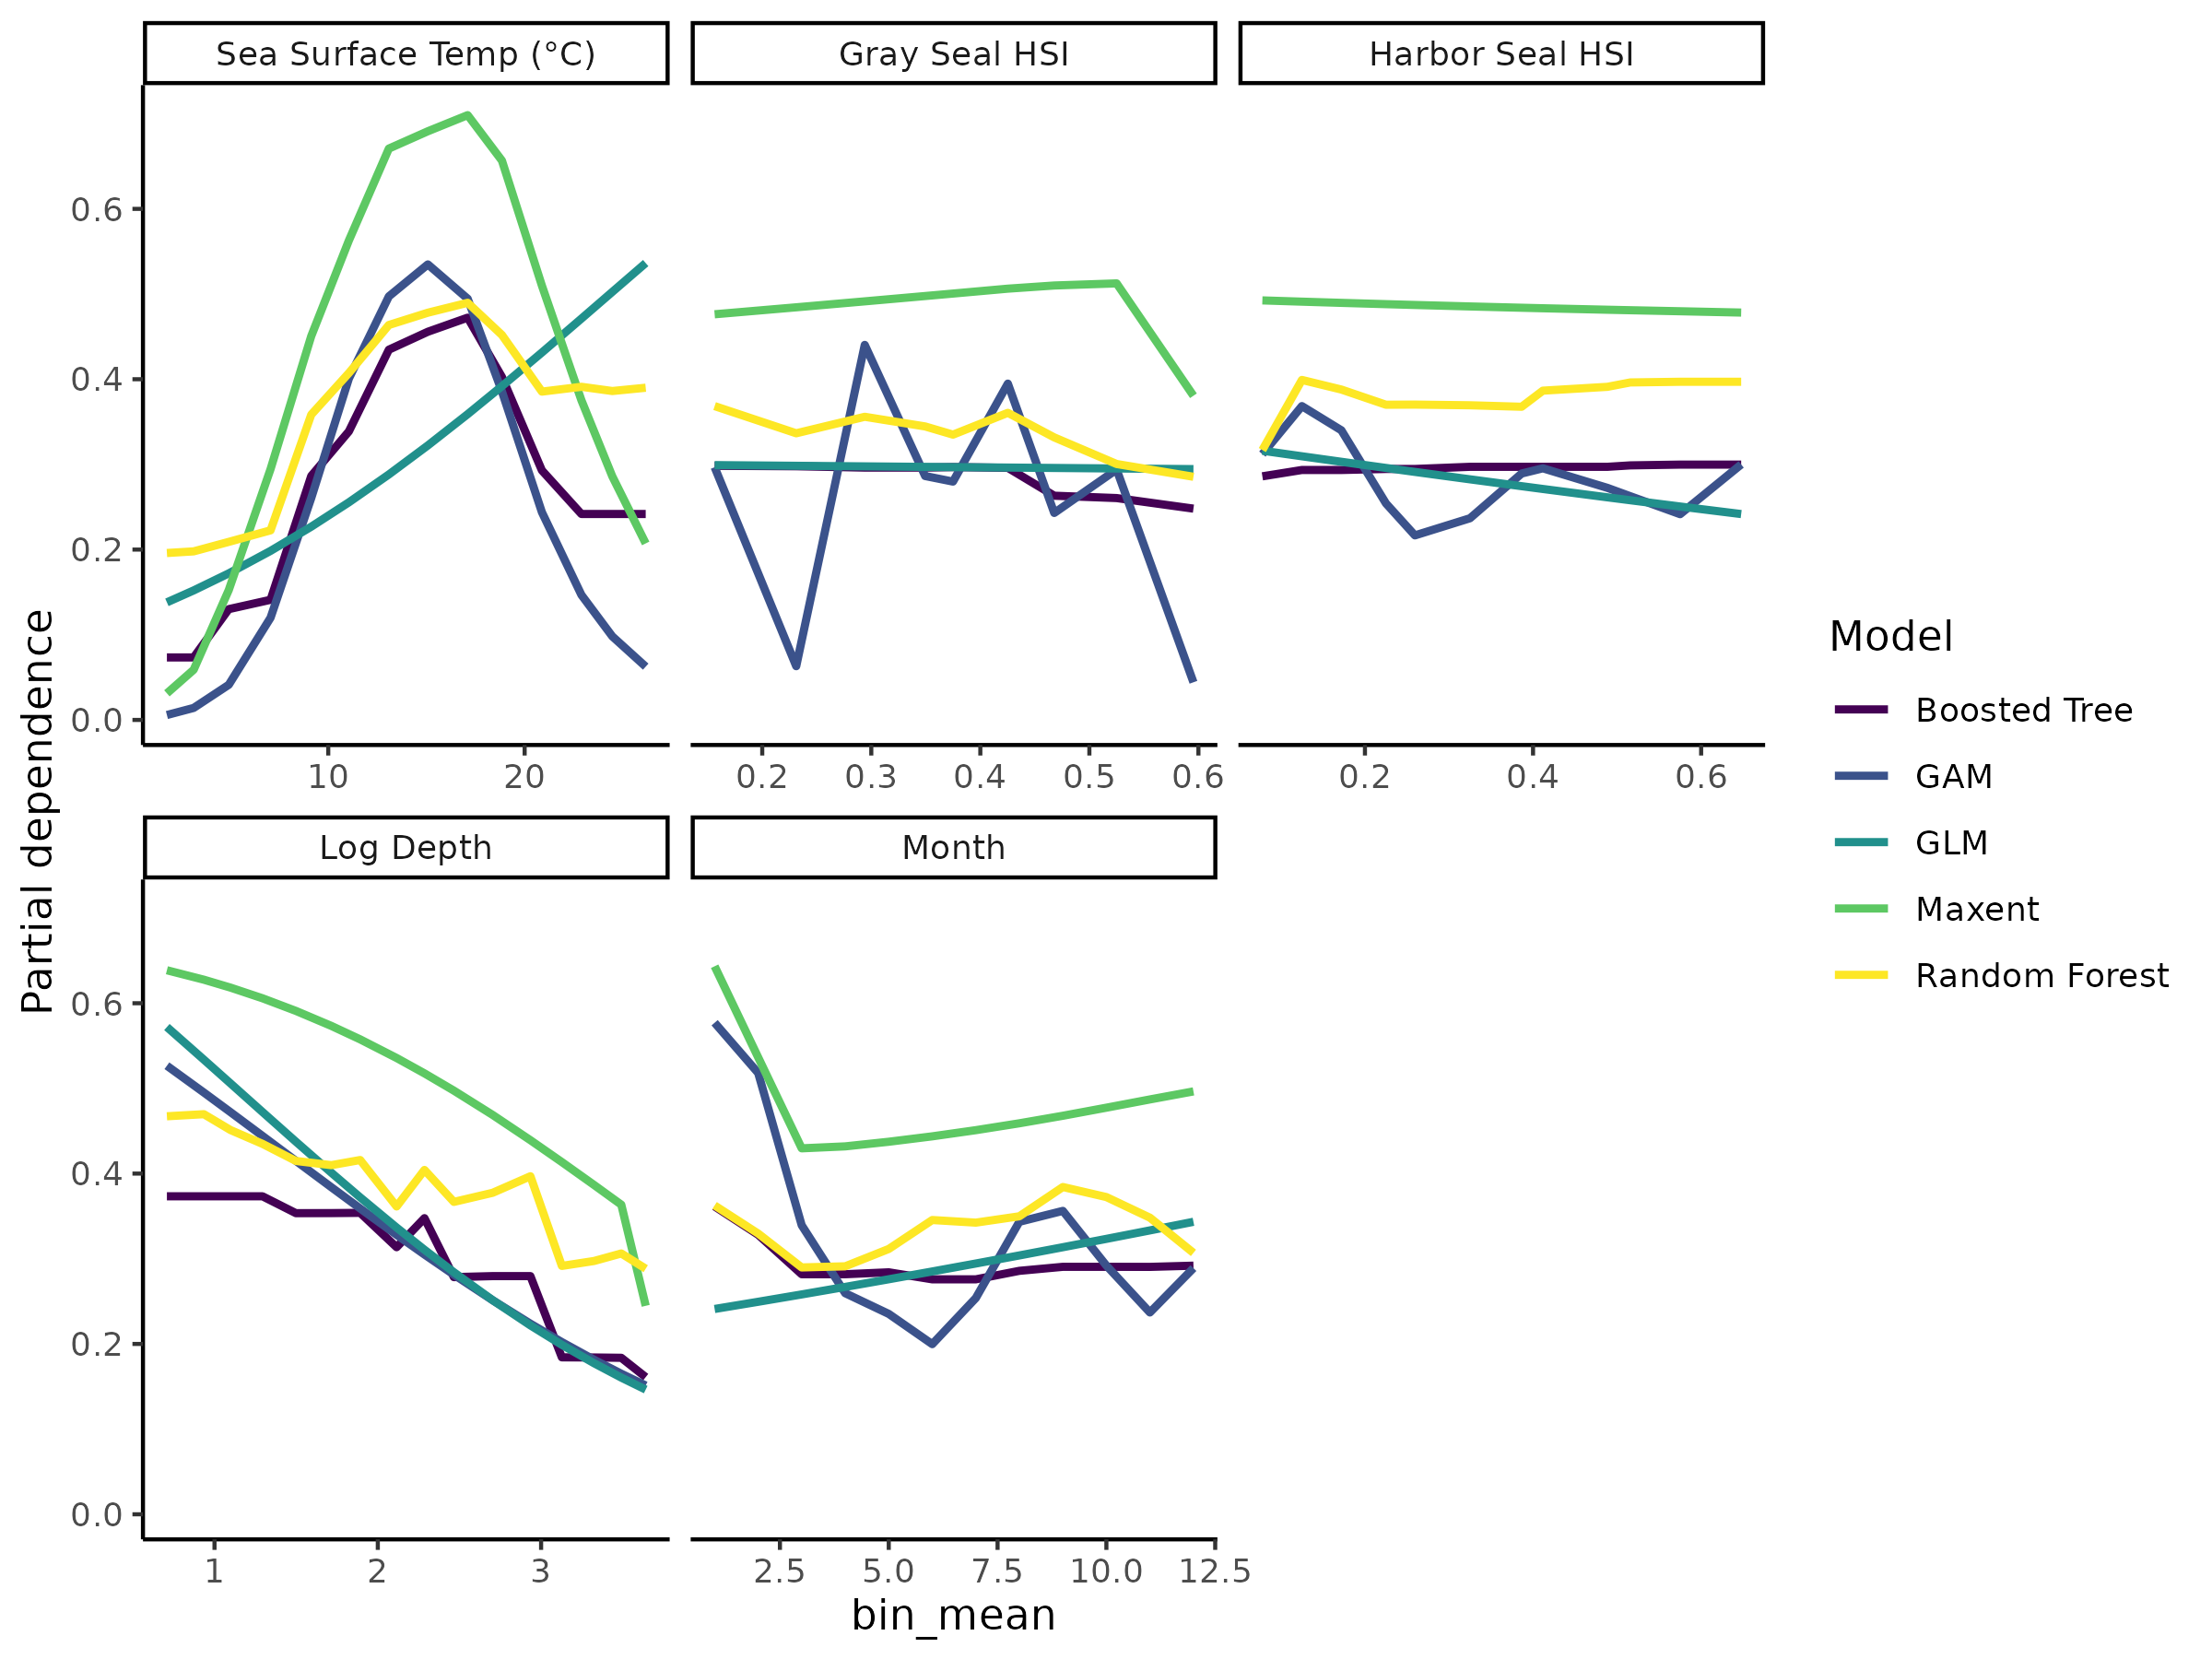 Sea Surface Temp (°C)
Gray Seal HSI
Harbor Seal HSI
0.6
0.4
0.2
0.0
10 20
0.2 0.3 0.4 0.5 0.6
0.2 0.4 0.6
Log Depth
Month
0.6
0.4
0.2
0.0
1 2 3
2.5 5.0 7.5 10.0 12.5
Partial dependence
bin_mean
Model
Boosted Tree
GAM
GLM
Maxent
Random Forest